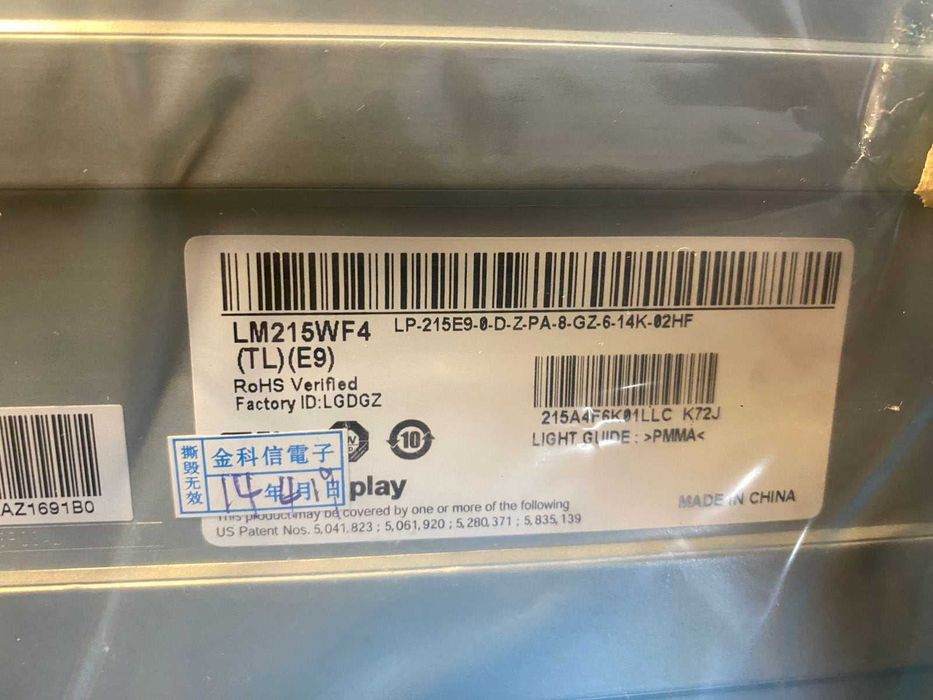 LM215WF4
(TL)(E9)
LP-215E9-0-D-Z-PA-8-GZ-6-14K-02HF
RoHS Verified
Factory ID:LGDGZ
215A4F6K01LLC K72J
LIGHT GUIDE : >PMMA<
10
AZ1691B0
撕毁无效
金科信電子
14年4月19日
play
MADE IN CHINA
This product may be covered by one or more of the following
US Patent Nos. 5,041,823 ; 5,061,920 ; 5,280,371 ; 5,835,139